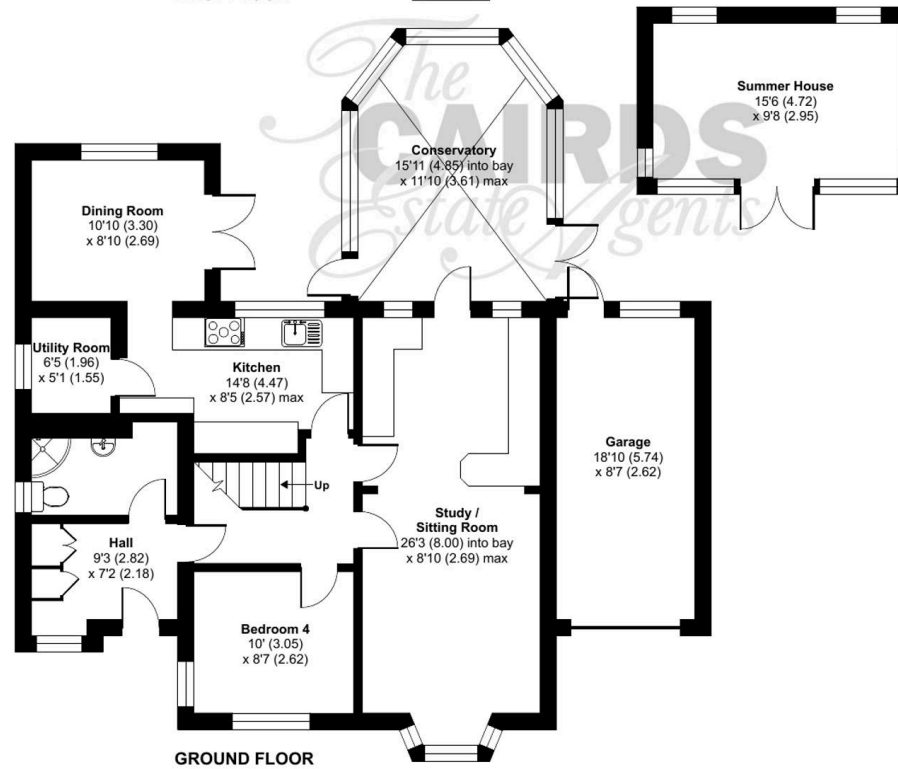 The
CAIRDS
Estate Agents
Summer House
15'6 (4.72)
x 9'8 (2.95)
Conservatory
15'11 (4.85) into bay
x 11'10 (3.61) max
Dining Room
10'10 (3.30)
x 8'10 (2.69)
Utility Room
6'5 (1.96)
x 5'1 (1.55)
Kitchen
14'8 (4.47)
x 8'5 (2.57) max
Garage
18'10 (5.74)
x 8'7 (2.62)
Up
Study /
Sitting Room
26'3 (8.00) into bay
x 8'10 (2.69) max
Hall
9'3 (2.82)
x 7'2 (2.18)
Bedroom 4
10' (3.05)
x 8'7 (2.62)
GROUND FLOOR